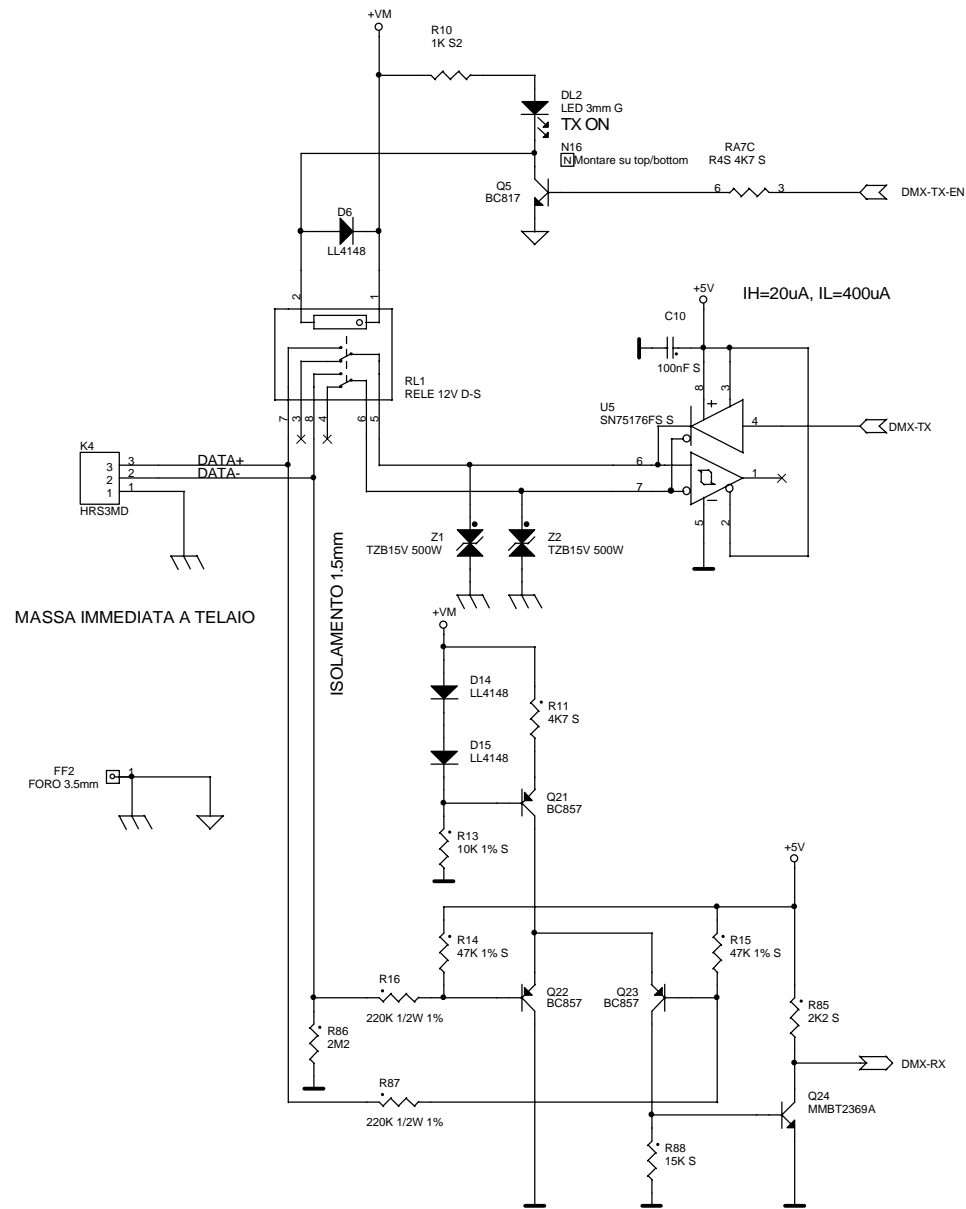 +VM
R10
1K S2
DL2
LED 3mm G
TX ON
N16
N Montare su top/bottom
RA7C
R4S 4K7 S
Q5
BC817
6
3
DMX-TX-EN
D6
LL4148
2
1
+5V
IH=20uA, IL=400uA
C10
100nF S
RL1
RELE 12V D-S
7
3
8
4
6
5
8
3
+
U5
SN75176FS S
4
DMX-TX
K4
3
2
1
3
2
1
HRS3MD
DATA+
DATA-
6
7
1
5
2
Z1
TZB15V 500W
Z2
TZB15V 500W
MASSA IMMEDIATA A TELAIO
ISOLAMENTO 1.5mm
+VM
D14
LL4148
R11
4K7 S
D15
LL4148
FF2
FORO 3.5mm
1
Q21
BC857
R13
10K 1% S
+5V
R14
47K 1% S
R15
47K 1% S
R16
220K 1/2W 1%
Q22
BC857
Q23
BC857
R85
2K2 S
R86
2M2
DMX-RX
R87
220K 1/2W 1%
Q24
MMBT2369A
R88
15K S